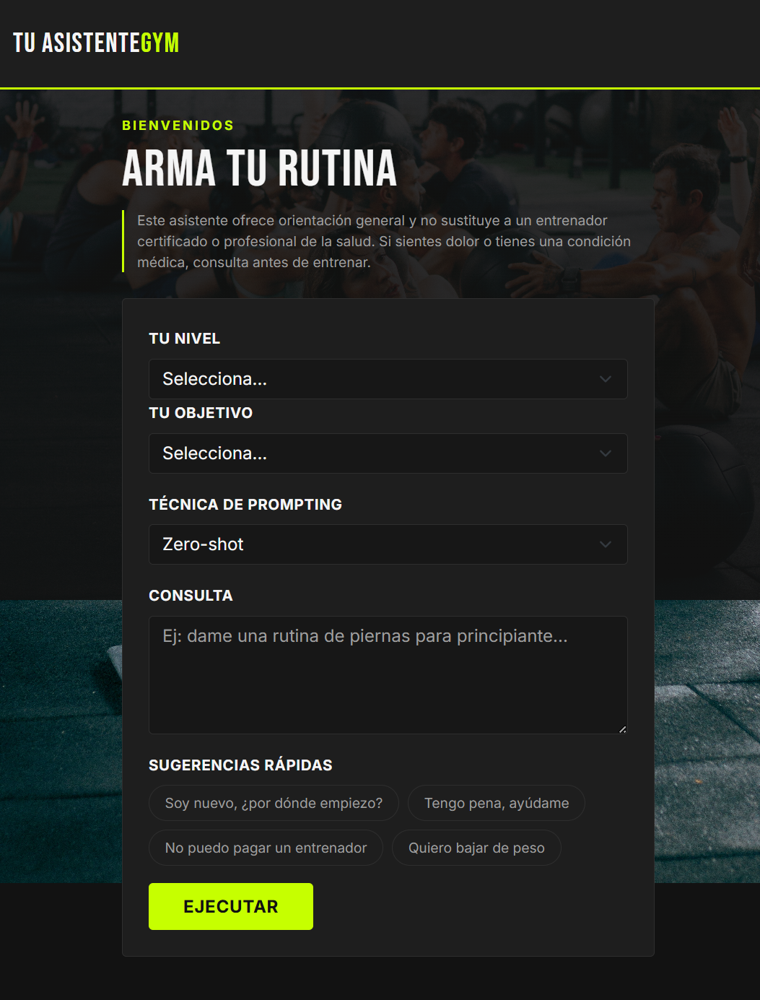 TU ASISTENTEGYM
BIENVENIDOS
ARMA TU RUTINA
Este asistente ofrece orientación general y no sustituye a un entrenador
certificado o profesional de la salud. Si sientes dolor o tienes una condición
médica, consulta antes de entrenar.
TU NIVEL
Selecciona...
TU OBJETIVO
Selecciona...
TÉCNICA DE PROMPTING
Zero-shot
CONSULTA
Ej: dame una rutina de piernas para principiante...
SUGERENCIAS RÁPIDAS
Soy nuevo, ¿por dónde empiezo?
Tengo pena, ayúdame
No puedo pagar un entrenador
Quiero bajar de peso
EJECUTAR